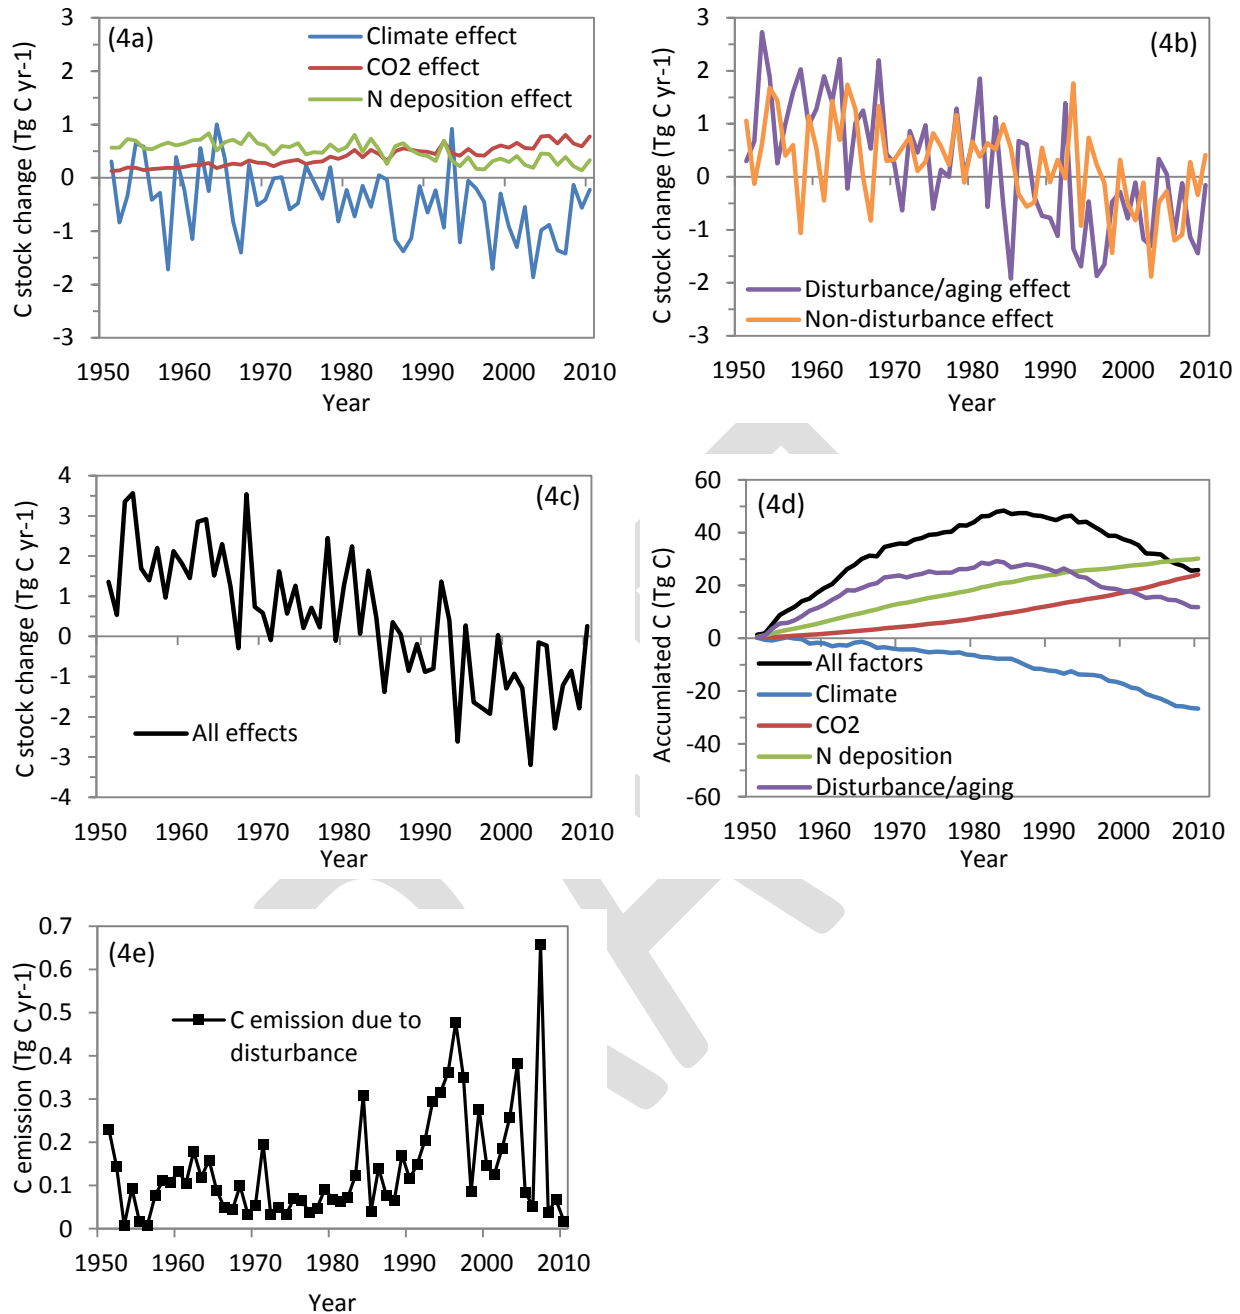 (4a)
Climate effect
CO2 effect
N deposition effect
C stock change (Tg C yr-1)
3
2
1
0
-1
-2
-3
1950 1960 1970 1980 1990 2000 2010
Year
(4b)
C stock change (Tg C yr-1)
3
2
1
0
-1
-2
-3
Disturbance/aging effect
Non-disturbance effect
1950 1960 1970 1980 1990 2000 2010
Year
(4c)
C stock change (Tg C yr-1)
4
3
2
1
0
-1
-2
-3
-4
All effects
1950 1960 1970 1980 1990 2000 2010
Year
(4d)
Accumulated C (Tg C)
60
40
20
0
-20
-40
-60
All factors
Climate
CO2
N deposition
Disturbance/aging
1950 1960 1970 1980 1990 2000 2010
Year
(4e)
C emission (Tg C yr-1)
0.7
0.6
0.5
0.4
0.3
0.2
0.1
0
C emission due to
disturbance
1950 1960 1970 1980 1990 2000 2010
Year